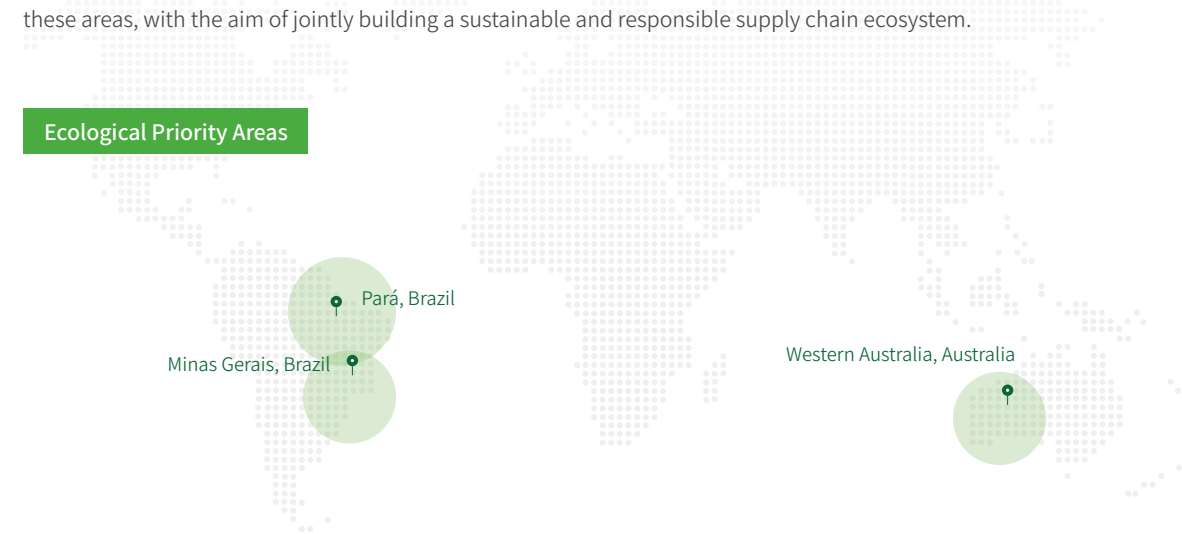 these areas, with the aim of jointly building a sustainable and responsible supply chain ecosystem.
Ecological Priority Areas
Pará, Brazil
Minas Gerais, Brazil
Western Australia, Australia